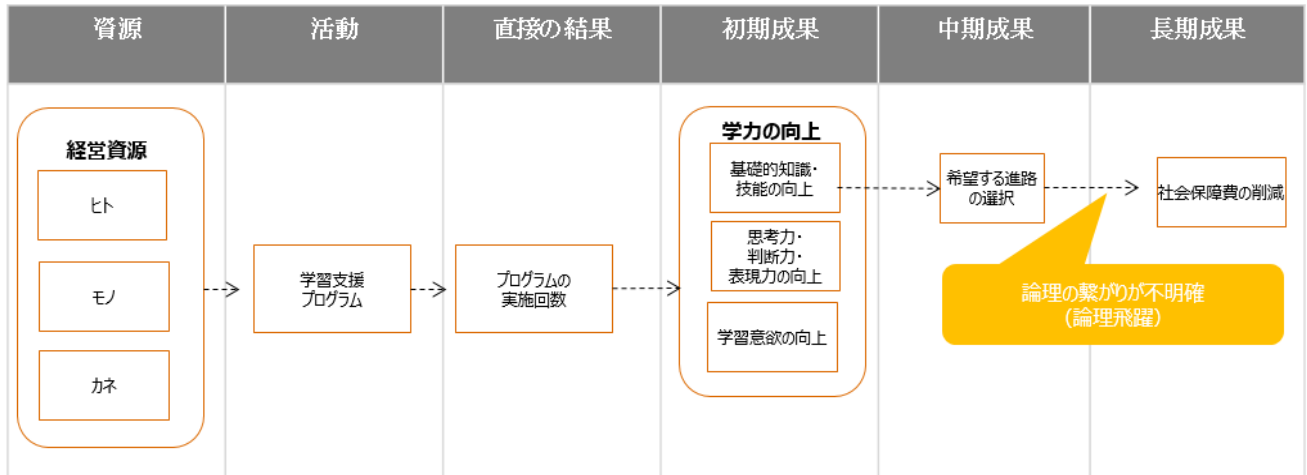 資源
活動
直接の結果
初期成果
中期成果
長期成果
経営資源
ヒト
モノ
カネ
学習支援
プログラム
プログラムの
実施回数
学力の向上
基礎的知識・
技能の向上
思考力・
判断力・
表現力の向上
学習意欲の向上
希望する進路
の選択
社会保障費の削減
論理の繋がりが不明確
(論理飛躍)